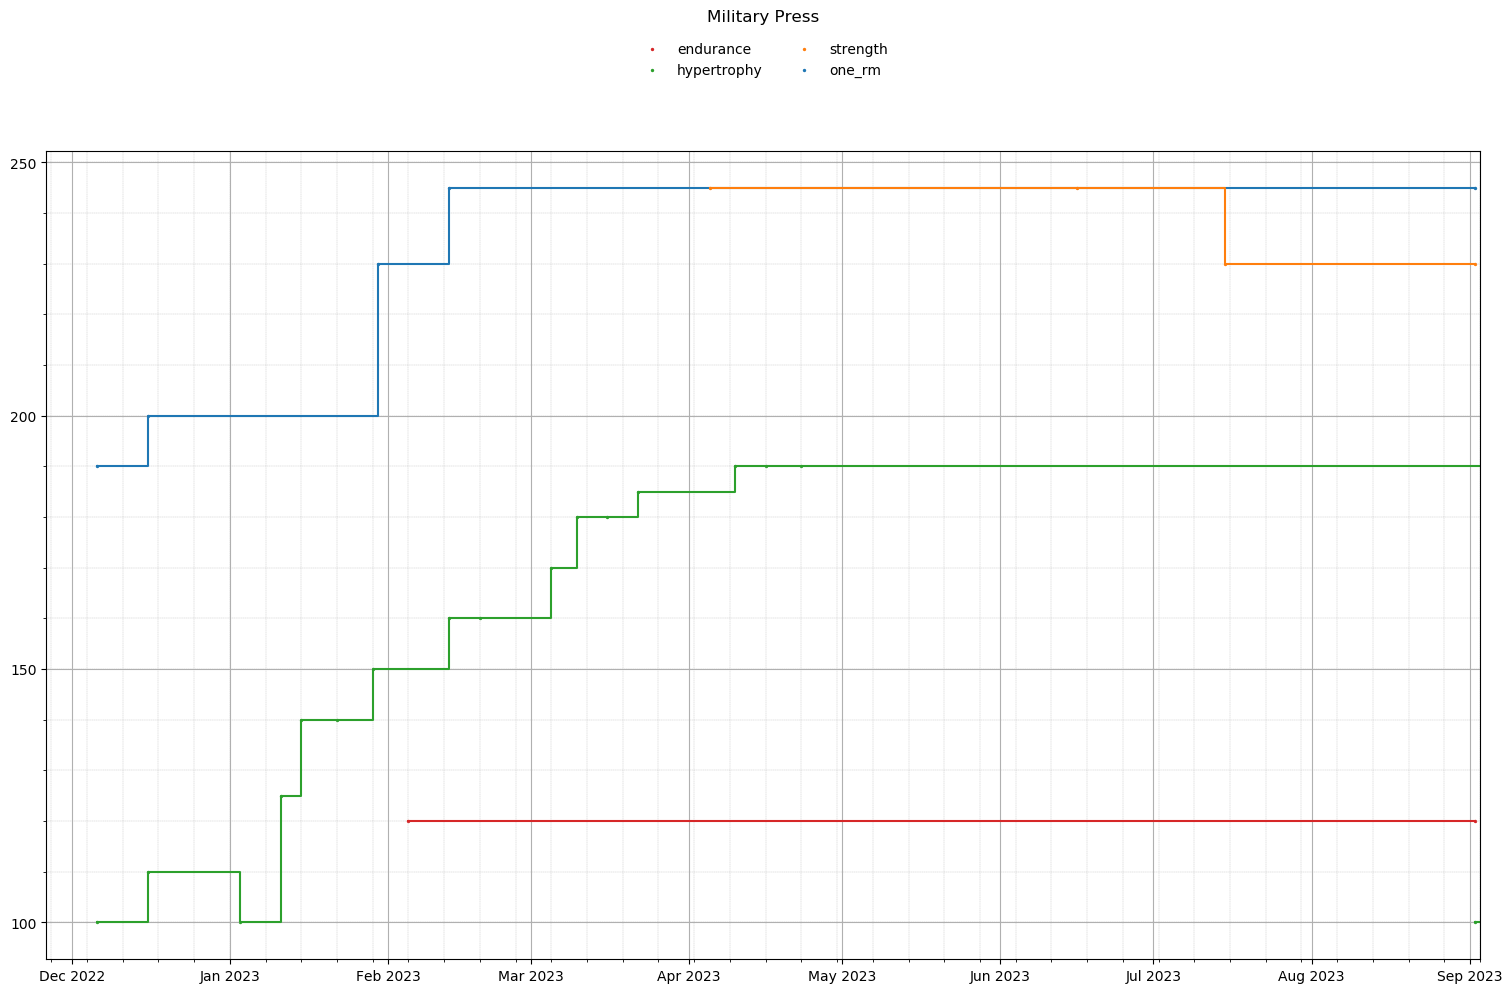 Military Press
endurance
strength
hypertrophy
one_rm
250
200
150
100
Dec 2022
Jan 2023
Feb 2023
Mar 2023
Apr 2023
May 2023
Jun 2023
Jul 2023
Aug 2023
Sep 2023